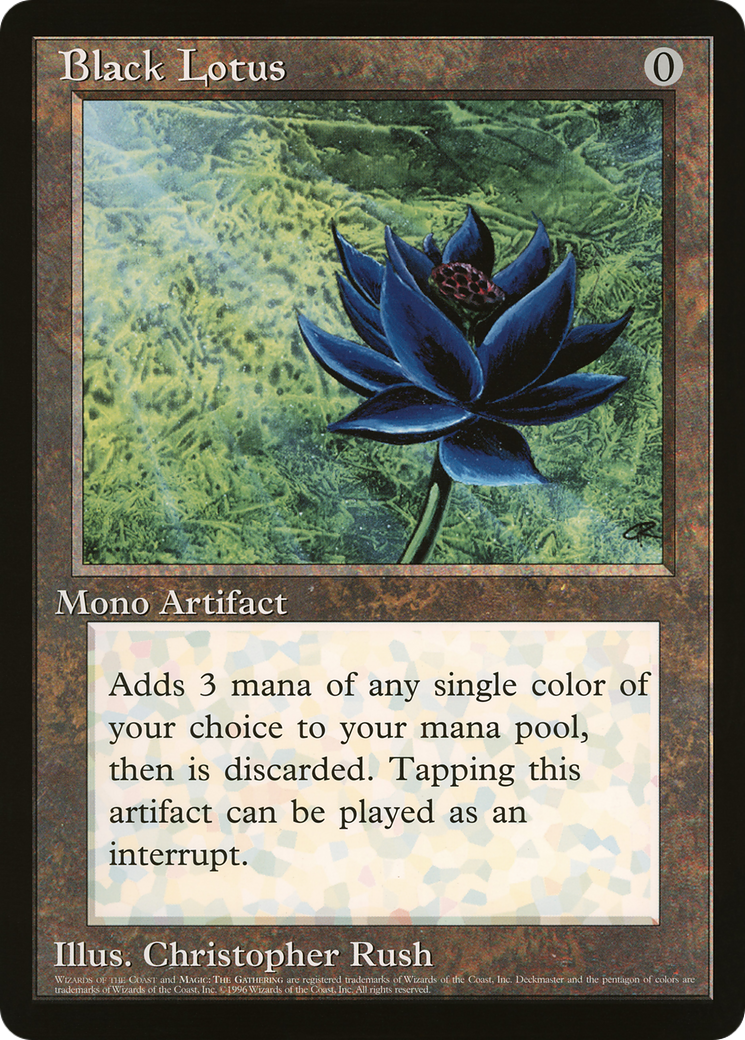 Black Lotus
0
Mono Artifact
Adds 3 mana of any single color of
your choice to your mana pool,
then is discarded. Tapping this
artifact can be played as an
interrupt.
Illus. Christopher Rush
Wizards of the Coast and Magic: The Gathering are registered trademarks of Wizards of the Coast, Inc. Deckmaster and the pentagon of colors are
trademarks of Wizards of the Coast, Inc. ©1996 Wizards of the Coast, Inc. All rights reserved.